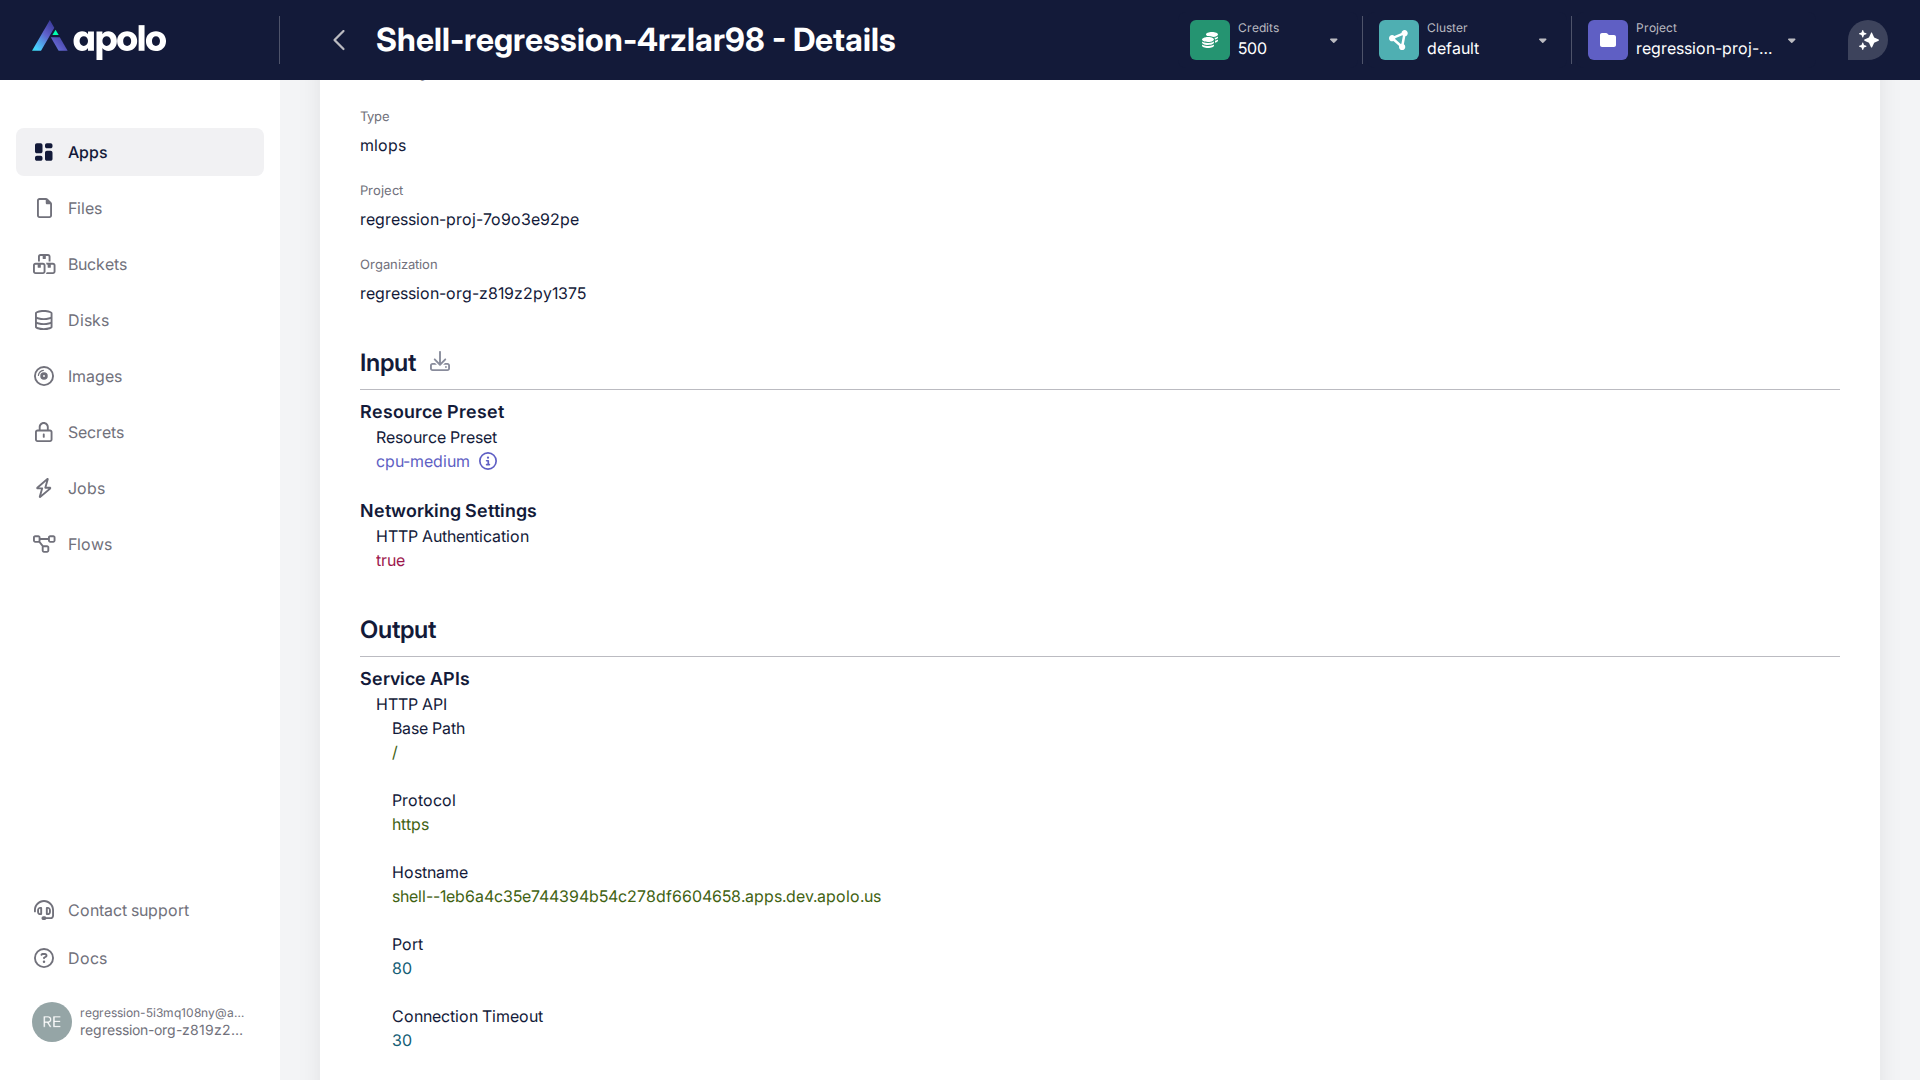 apolo
Shell-regression-4rzlar98 - Details
Credits
500
Cluster
default
Project
regression-proj-...
Apps
Files
Buckets
Disks
Images
Secrets
Jobs
Flows
Contact support
Docs
RE
regression-5i3mq108ny@a...
regression-org-z819z2...
Type
mlops
Project
regression-proj-7o9o3e92pe
Organization
regression-org-z819z2py1375
Input
Resource Preset
Resource Preset
cpu-medium
Networking Settings
HTTP Authentication
true
Output
Service APIs
HTTP API
Base Path
/
Protocol
https
Hostname
shell--1eb6a4c35e744394b54c278df6604658.apps.dev.apolo.us
Port
80
Connection Timeout
30